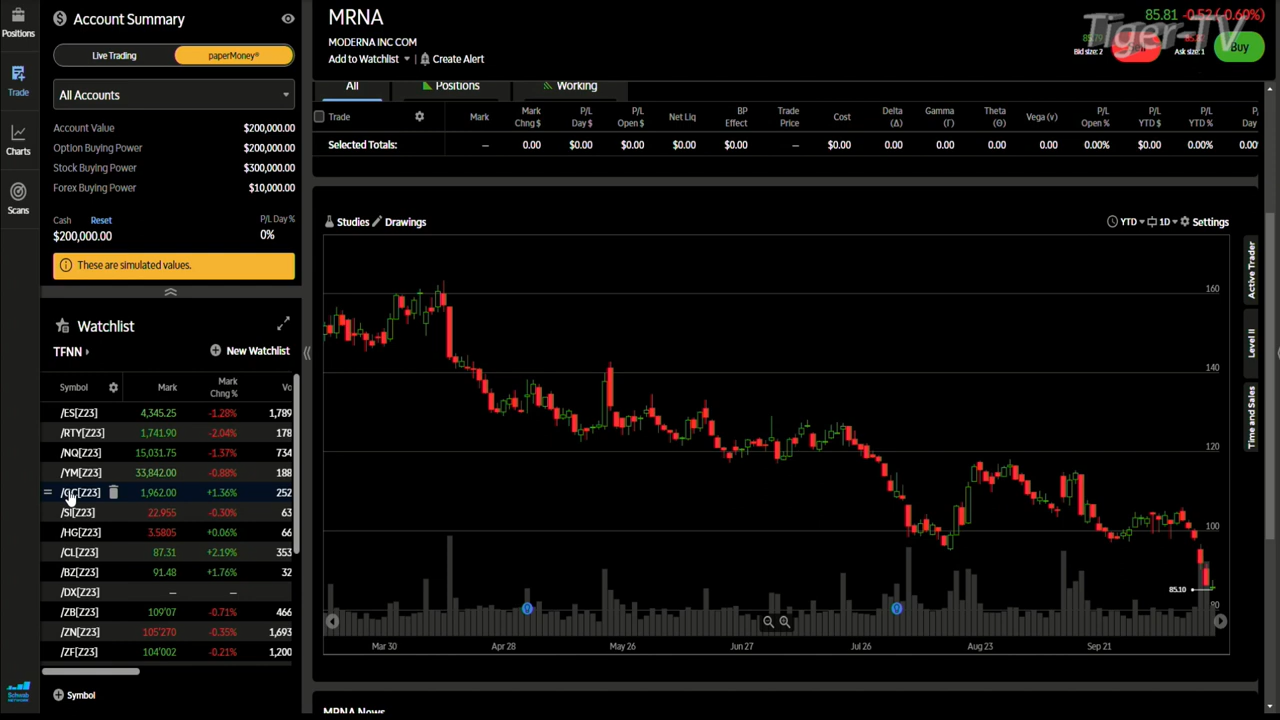 Positions
Trade
Charts
Scans
Schwab
NETWORK
Account Summary
Live Trading
paperMoney®
All Accounts
Account Value $200,000.00
Option Buying Power $200,000.00
Stock Buying Power $300,000.00
Forex Buying Power $10,000.00
Cash Reset P/L Day %
$200,000.00 0%
These are simulated values.
Watchlist
TFNN
New Watchlist
Symbol Mark Mark Chng % Vo
/ES[Z23] 4,345.25 -1.28% 1,789
/RTY[Z23] 1,741.90 -2.04% 178
/NQ[Z23] 15,031.75 -1.37% 734
/YM[Z23] 33,842.00 -0.88% 188
/GC[Z23] 1,962.00 +1.36% 252
/SI[Z23] 22.955 -0.30% 63
/HG[Z23] 3.5805 +0.06% 66
/CL[Z23] 87.31 +2.19% 353
/BZ[Z23] 91.48 +1.76% 32
/DX[Z23] — —
/ZB[Z23] 109'07 -0.71% 466
/ZN[Z23] 105'270 -0.35% 1,693
/ZF[Z23] 104'002 -0.21% 1,200
Symbol
MRNA
MODERNA INC COM
Add to Watchlist
Create Alert
85.81 -0.52 (-0.60%)
Tiger-TV
Bid size: 2
Ask size: 1
Buy
All Positions Working
Trade Mark Mark Chng $ P/L Day $ P/L Open $ Net Liq BP Effect Trade Price Cost Delta (Δ) Gamma (Γ) Theta (Θ) Vega (v) P/L Open % P/L YTD $ P/L YTD % P/ Day
Selected Totals: — 0.00 $0.00 $0.00 $0.00 $0.00 — $0.00 0.00 0.00 0.00 0.00 0.00% $0.00 0.00% 0.00
Studies Drawings
YTD 1D Settings
160
140
120
100
85.10
80
Mar 30 Apr 28 May 26 Jun 27 Jul 26 Aug 23 Sep 21
Active Trader
Level II
Time and Sales
MRNA News